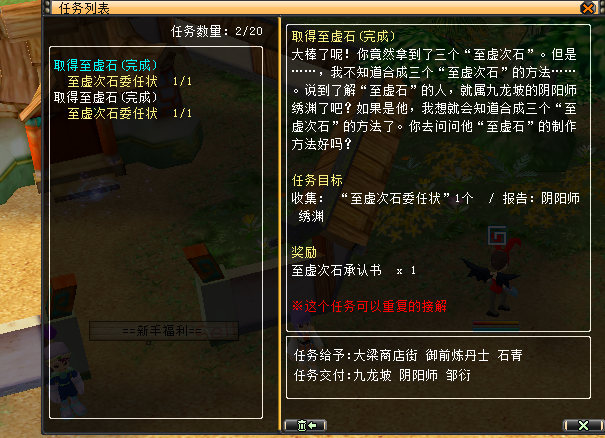 任务列表
任务数量: 2/20
取得至虚石(完成)
至虚次石委任状 1/1
取得至虚石(完成)
至虚次石委任状 1/1
==新手福利==
取得至虚石(完成)
大棒了呢! 你竟然拿到了三个“至虚次石”。但是
……, 我不知道合成三个“至虚次石”的方法……
。说到了解“至虚石”的人, 就属九龙坡的阴阳师
绣渊了吧? 如果是他, 我想就会知道合成三个“至
虚次石”的方法了。你去问问他“至虚石”的制作
方法好吗?
任务目标
收集: “至虚次石委任状”1个 / 报告: 阴阳师
绣渊
奖励
至虚次石承认书 x 1
※这个任务可以重复的接解
任务给予:大梁商店街 御前炼丹士 石青
任务交付:九龙坡 阴阳师 邹衍